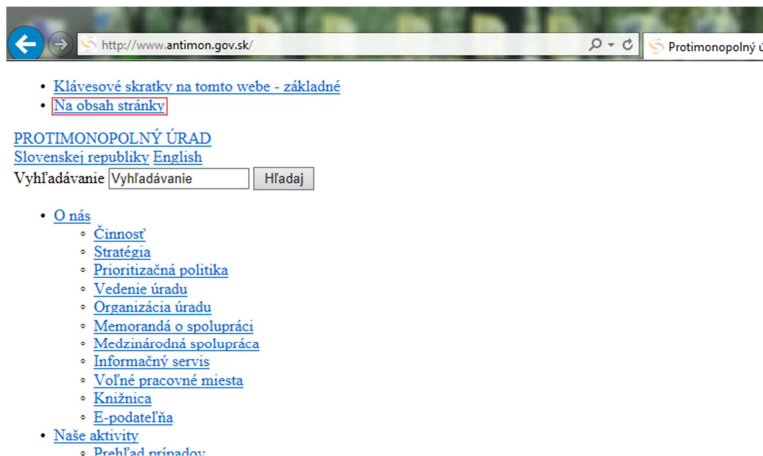 http://www.antimon.gov.sk/
Protimonopolný ú
Klávesové skratky na tomto webe - základné
Na obsah stránky
PROTIMONOPOLNÝ ÚRAD
Slovenskej republiky English
Vyhľadávanie Vyhľadávanie Hľadaj
O nás
Činnosť
Stratégia
Prioritizačná politika
Vedenie úradu
Organizácia úradu
Memorandá o spolupráci
Medzinárodná spolupráca
Informačný servis
Voľné pracovné miesta
Knižnica
E-podateľňa
Naše aktivity
Prehľad prípadov